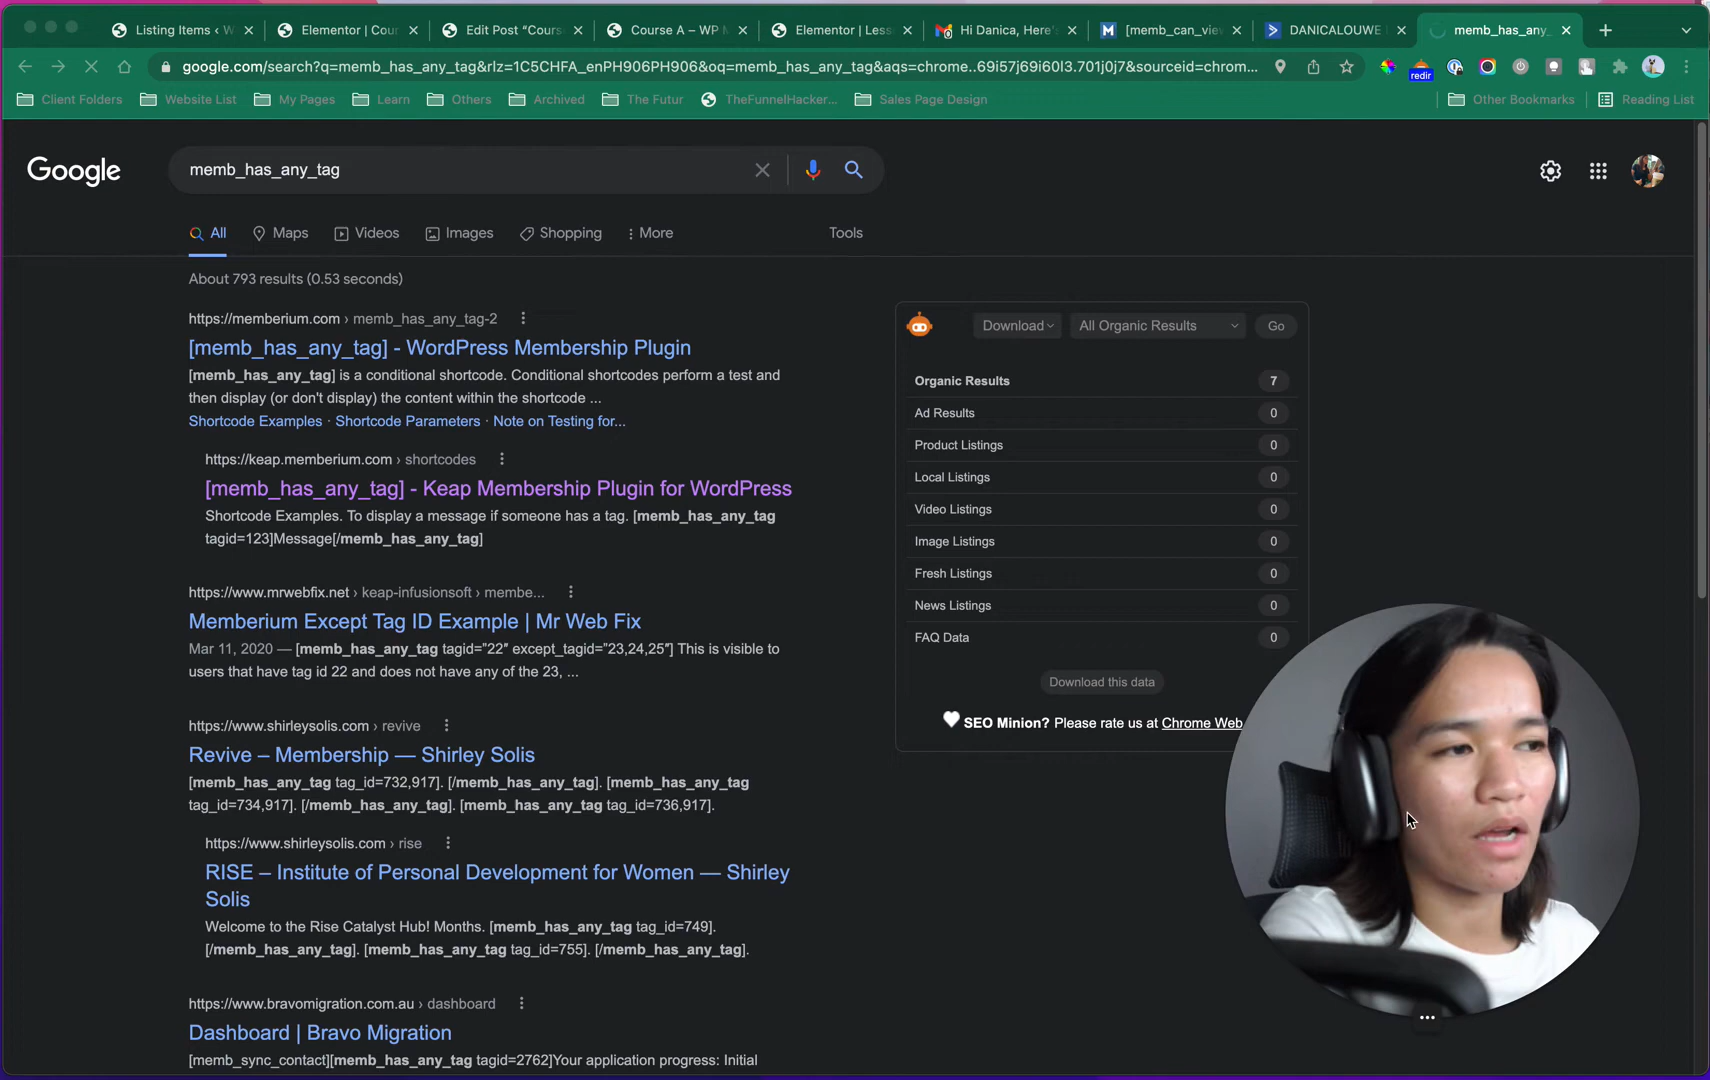 Listing Items ‹ W
Elementor | Cour
Edit Post “Cours
Course A – WP M
Elementor | Less
Hi Danica, Here's
[memb_can_view
DANICALOUWE
memb_has_any_
google.com/search?q=memb_has_any_tag&rlz=1C5CHFA_enPH906PH906&oq=memb_has_any_tag&aqs=chrome..69i57j69i60l3.701j0j7&sourceid=chrom...
redir
Client Folders
Website List
My Pages
Learn
Others
Archived
The Futur
TheFunnelHacker...
Sales Page Design
Other Bookmarks
Reading List
Google
memb_has_any_tag
All
Maps
Videos
Images
Shopping
More
Tools
About 793 results (0.53 seconds)
https://memberium.com › memb_has_any_tag-2
[memb_has_any_tag] - WordPress Membership Plugin
[memb_has_any_tag] is a conditional shortcode. Conditional shortcodes perform a test and
then display (or don't display) the content within the shortcode ...
Shortcode Examples · Shortcode Parameters · Note on Testing for...
https://keap.memberium.com › shortcodes
[memb_has_any_tag] - Keap Membership Plugin for WordPress
Shortcode Examples. To display a message if someone has a tag. [memb_has_any_tag
tagid=123]Message[/memb_has_any_tag]
https://www.mrwebfix.net › keap-infusionsoft › membe...
Memberium Except Tag ID Example | Mr Web Fix
Mar 11, 2020 — [memb_has_any_tag tagid="22″ except_tagid="23,24,25″] This is visible to
users that have tag id 22 and does not have any of the 23, ...
https://www.shirleysolis.com › revive
Revive – Membership — Shirley Solis
[memb_has_any_tag tag_id=732,917]. [/memb_has_any_tag]. [memb_has_any_tag
tag_id=734,917]. [/memb_has_any_tag]. [memb_has_any_tag tag_id=736,917].
https://www.shirleysolis.com › rise
RISE – Institute of Personal Development for Women — Shirley
Solis
Welcome to the Rise Catalyst Hub! Months. [memb_has_any_tag tag_id=749].
[/memb_has_any_tag]. [memb_has_any_tag tag_id=755]. [/memb_has_any_tag].
https://www.bravomigration.com.au › dashboard
Dashboard | Bravo Migration
[memb_sync_contact][memb_has_any_tag tagid=2762]Your application progress: Initial
Download
All Organic Results
Go
Organic Results 7
Ad Results 0
Product Listings 0
Local Listings 0
Video Listings 0
Image Listings 0
Fresh Listings 0
News Listings 0
FAQ Data 0
Download this data
SEO Minion? Please rate us at Chrome Web